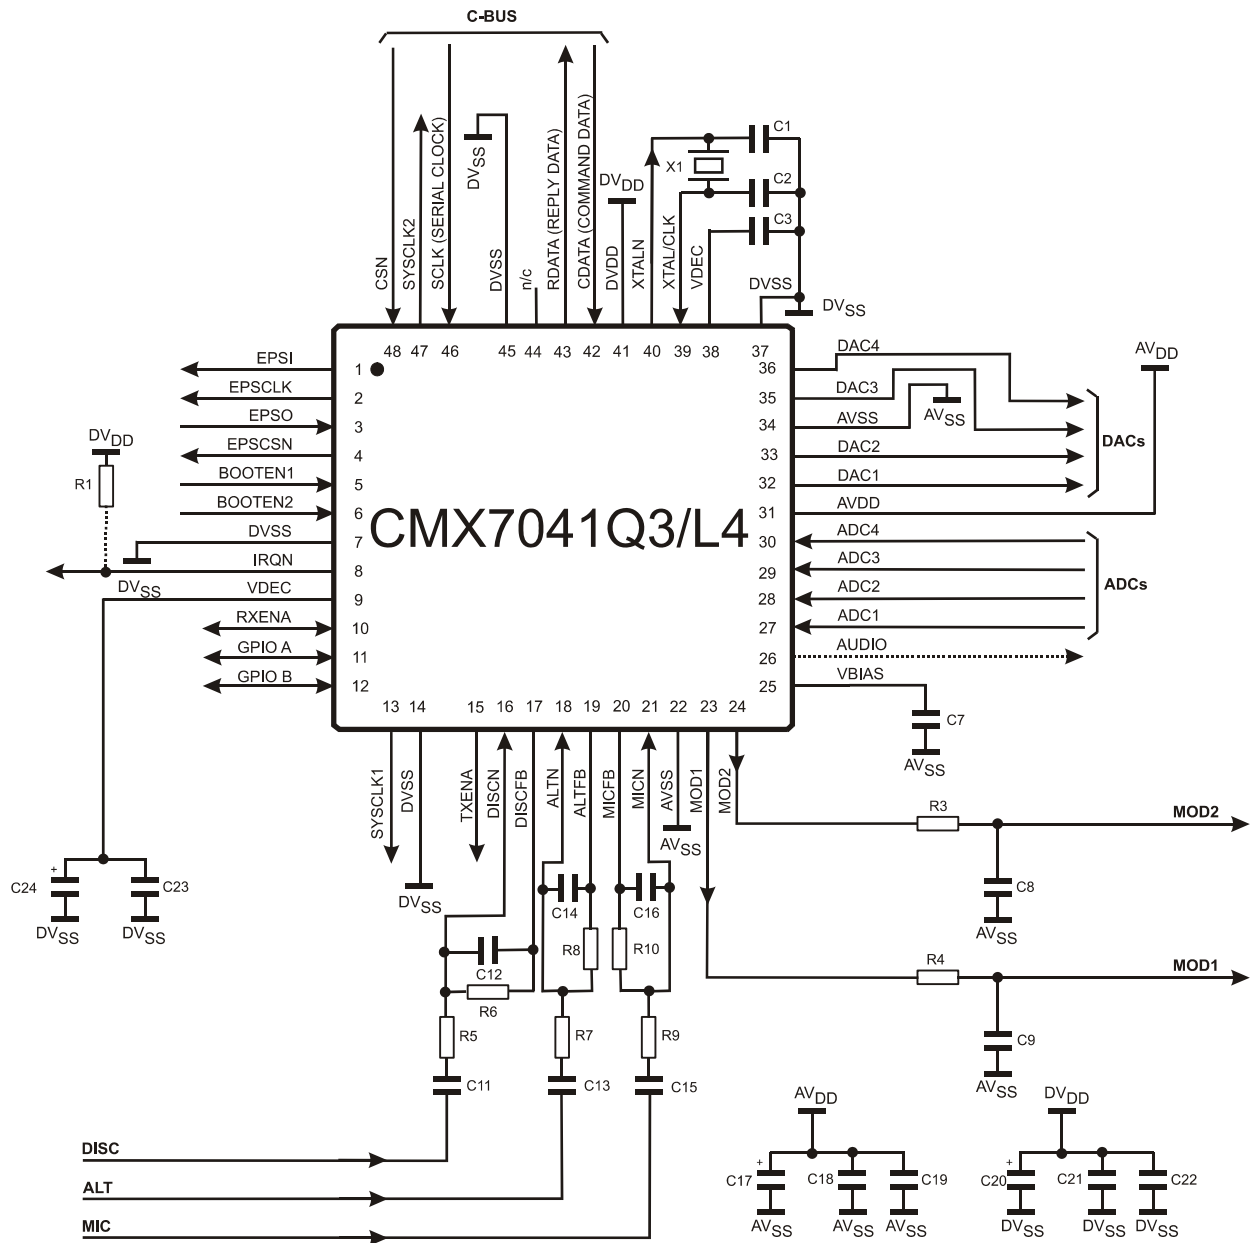 C-BUS
CSN
SYSCLK2
SCLK (SERIAL CLOCK)
DVSS
DVSS
n/c
RDATA (REPLY DATA)
CDATA (COMMAND DATA)
DVDD
DVDD
XTALN
XTAL/CLK
VDEC
X1
C1
C2
C3
DVSS
DVSS
48 47 46 45 44 43 42 41 40 39 38 37
EPSI 1
EPSCLK 2
EPSO 3
EPSCSN 4
BOOTEN1 5
BOOTEN2 6
DVSS 7
IRQN 8
VDEC 9
RXENA 10
GPIO A 11
GPIO B 12
DVDD
R1
DVSS
CMX7041Q3/L4
36 DAC4
35 DAC3
34 AVSS
33 DAC2
32 DAC1
31 AVDD
30 ADC4
29 ADC3
28 ADC2
27 ADC1
26 AUDIO
25 VBIAS
AVDD
AVSS
DACs
ADCs
C7
AVSS
13 14 15 16 17 18 19 20 21 22 23 24
SYSCLK1
DVSS
TXENA
DISCN
DISCFB
ALTN
ALTFB
MICFB
MICN
AVSS
MOD1
MOD2
AVSS
DVSS
+
C24
C23
DVSS
DVSS
C14
C16
R8
R10
C12
R6
R5
R7
R9
C11
C13
C15
R3
MOD2
C8
AVSS
R4
MOD1
C9
AVSS
DISC
ALT
MIC
AVDD
+
C17
C18
C19
AVSS
AVSS
AVSS
DVDD
+
C20
C21
C22
DVSS
DVSS
DVSS